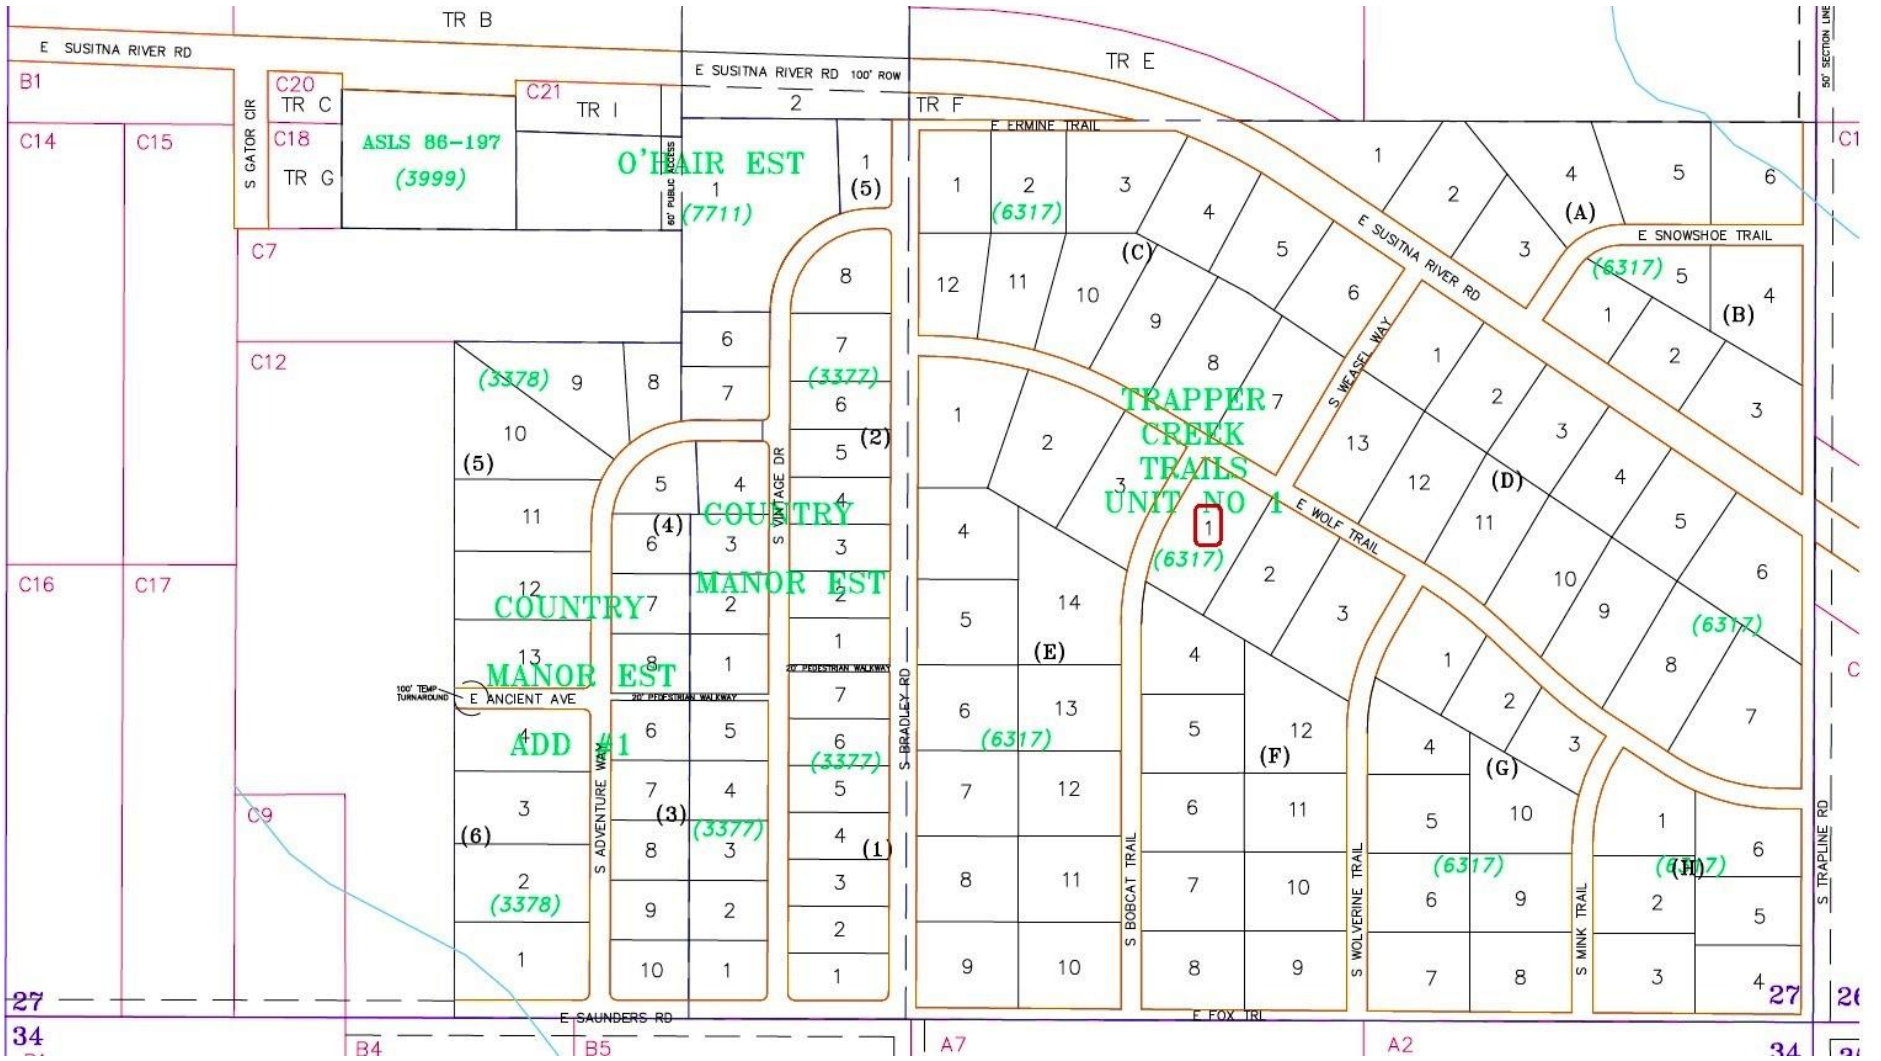 TR B
E SUSITNA RIVER RD
B1
C20
TR C
C21
TR I
E SUSITNA RIVER RD 100' ROW
2
TR F
TR E
50' SECTION LINE
C14
C15
S GATOR CIR
C18
TR G
ASLS 86-197
(3999)
60' PUBLIC ACCESS
O'HAIR EST
1
(7711)
1
(5)
E ERMINE TRAIL
1
2
(6317)
3
4
5
6
(C)
12
11
10
9
8
7
E SUSITNA RIVER RD
1
2
3
4
(A)
5
6
E SNOWSHOE TRAIL
(6317)
5
4
(B)
1
2
3
C1
C7
C12
(3378)
9
8
10
(5)
11
12
13
6
7
8
7
(3377)
6
(2)
5
4
3
2
1
S VINTAGE DR
5
4
(4)
6
3
7
2
8
1
COUNTRY
MANOR EST
COUNTRY
MANOR EST
ADD #1
20' PEDESTRIAN WALKWAY
20' PEDESTRIAN WALKWAY
100' TEMP
TURNAROUND
E ANCIENT AVE
C16
C17
C9
4
3
(6)
2
(3378)
1
S ADVENTURE WAY
6
5
7
4
(3)
(3377)
8
3
9
2
10
1
7
6
(3377)
5
4
(1)
3
2
1
S BRADLEY RD
TRAPPER
CREEK
TRAILS
UNIT NO 1
S WEASEL WAY
E WOLF TRAIL
1
2
3
4
5
14
(E)
6
13
(6317)
7
12
8
11
9
10
S BOBCAT TRAIL
1
(6317)
2
3
4
5
12
(F)
6
11
7
10
8
9
S WOLVERINE TRAIL
1
2
3
13
12
(D)
4
11
5
10
9
6
(6317)
8
7
1
2
3
4
(G)
5
10
(6317)
6
9
7
8
S MINK TRAIL
1
(6317)
(H)
6
2
5
3
4
S TRAPLINE RD
C
27
27
26
34
E SAUNDERS RD
E FOX TRL
B4
B5
A7
A2
34